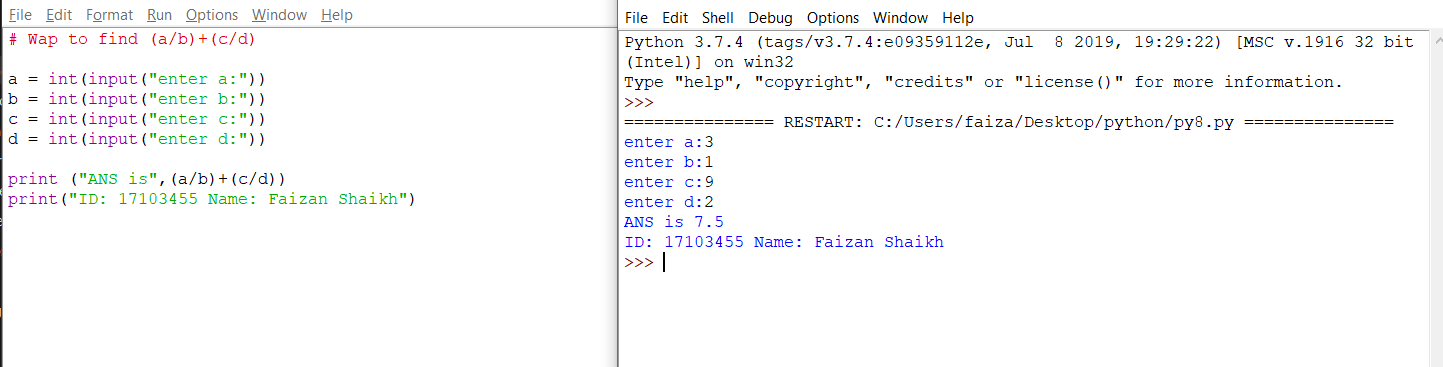 File Edit Format Run Options Window Help
# Wap to find (a/b)+(c/d)
a = int(input("enter a:"))
b = int(input("enter b:"))
c = int(input("enter c:"))
d = int(input("enter d:"))
print ("ANS is",(a/b)+(c/d))
print("ID: 17103455 Name: Faizan Shaikh")
File Edit Shell Debug Options Window Help
Python 3.7.4 (tags/v3.7.4:e09359112e, Jul  8 2019, 19:29:22) [MSC v.1916 32 bit
(Intel)] on win32
Type "help", "copyright", "credits" or "license()" for more information.
>>>
=============== RESTART: C:/Users/faiza/Desktop/python/py8.py ===============
enter a:3
enter b:1
enter c:9
enter d:2
ANS is 7.5
ID: 17103455 Name: Faizan Shaikh
>>>